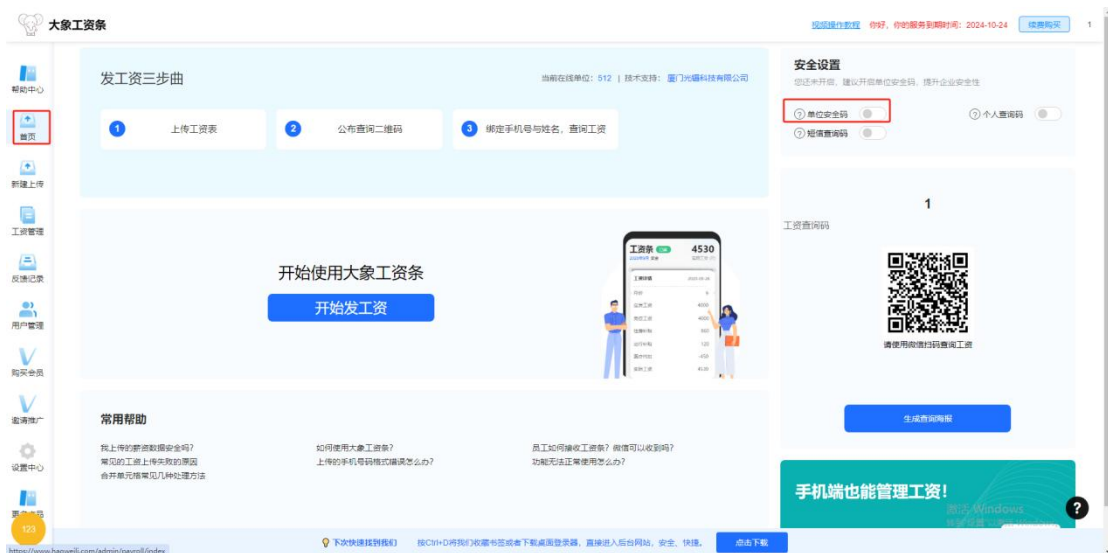 大象工资条
视频操作教程 你好，你的服务到期时间：2024-10-24 续费购买 1
帮助中心
首页
新建上传
工资管理
反馈记录
用户管理
购买会员
邀请推广
设置中心
123
发工资三步曲
当前在线单位：512 | 技术支持：厦门光蝠科技有限公司
1 上传工资表
2 公布查询二维码
3 绑定手机号与姓名，查询工资
开始使用大象工资条
开始发工资
工资条
4530
工资明细
常用帮助
我上传的薪资数据安全吗？
如何使用大象工资条？
员工如何接收工资条？微信可以收到吗？
常见的工资上传失败的原因
上传的手机号码格式错误怎么办？
功能无法正常使用怎么办？
合并单元格常见几种处理方法
安全设置
您还未开启，建议开启单位安全码，提升企业安全性
? 单位安全码
? 个人查询码
? 短信查询码
1
工资查询码
请使用微信扫码查询工资
生成查询海报
手机端也能管理工资！
激活 Windows
?
下次快速找到我们 按Ctrl+D将我们收藏书签或者下载桌面登录器，直接进入后台网站，安全、快捷。 点击下载
https://www.haoweili.com/admin/payroll/index